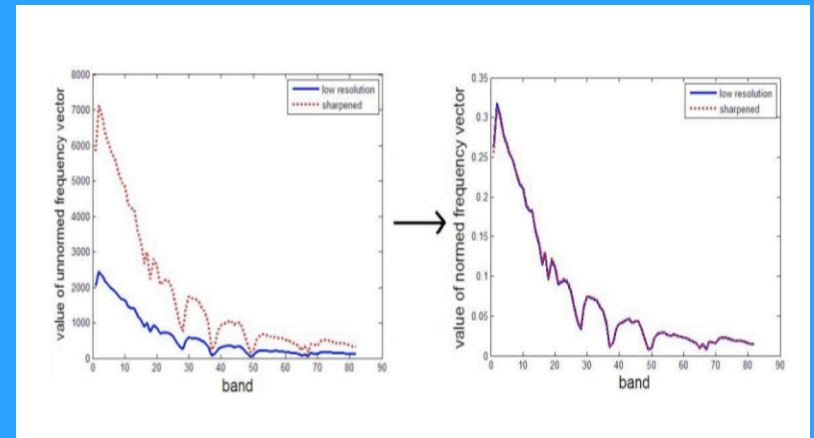 value of unnormed frequency vector
8000
7000
6000
5000
4000
3000
2000
1000
0
low resolution
sharpened
0 10 20 30 40 50 60 70 80 90
band
value of normed frequency vector
0.35
0.3
0.25
0.2
0.15
0.1
0.05
0
low resolution
sharpened
0 10 20 30 40 50 60 70 80 90
band